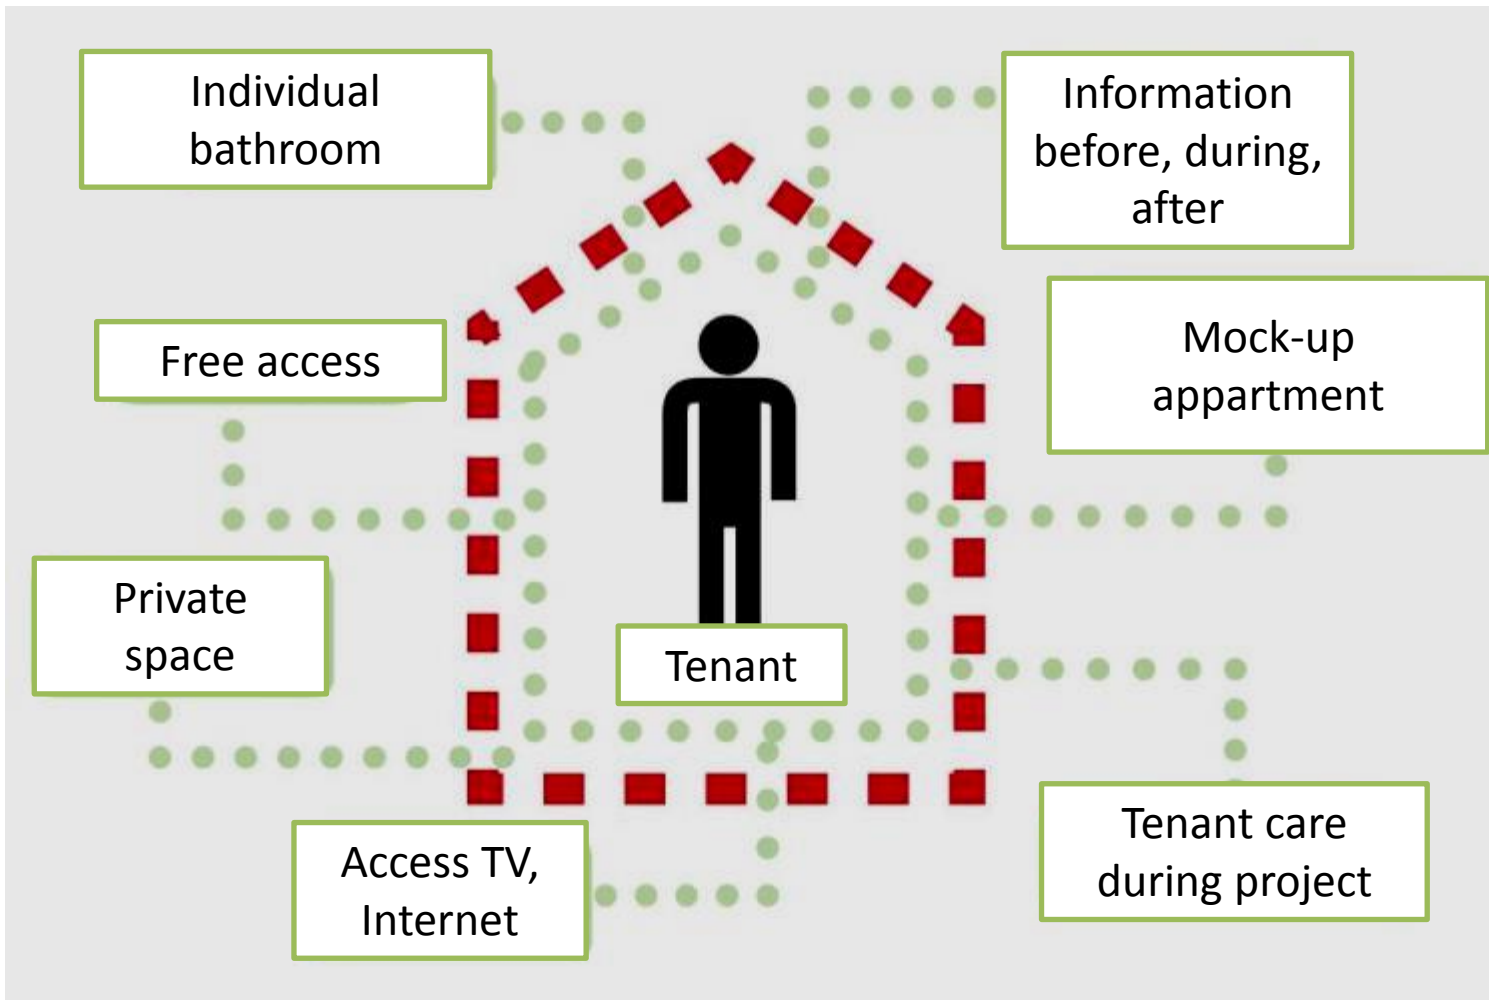 Individual
bathroom
Information
before, during,
after
Free access
Mock-up
appartment
Private
space
Tenant
Access TV,
Internet
Tenant care
during project